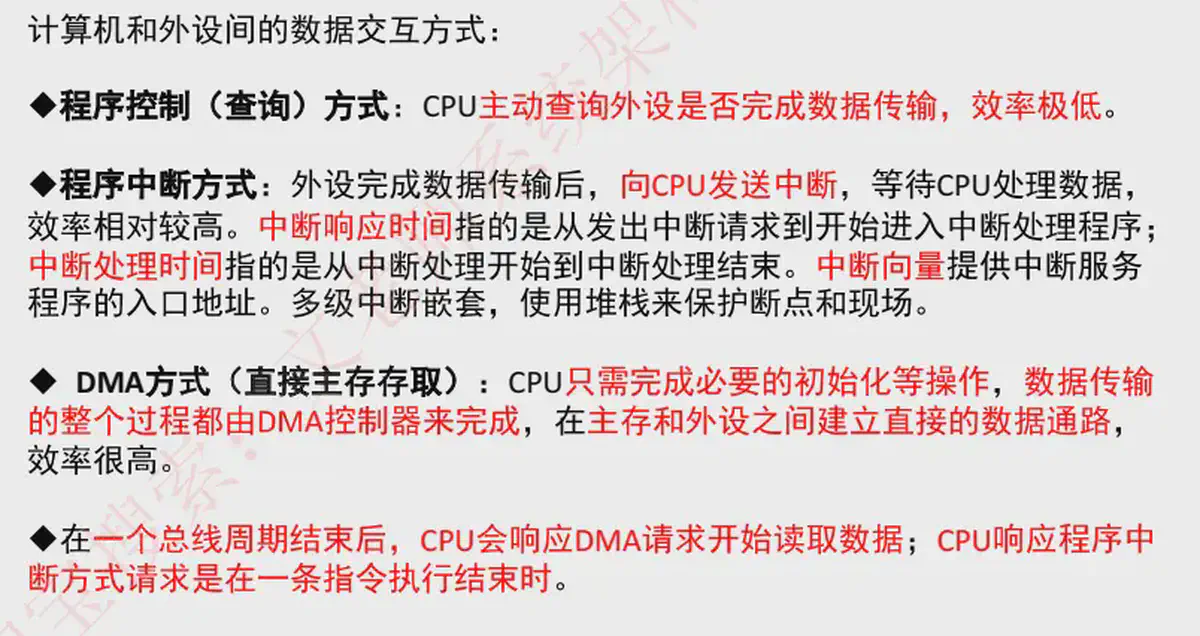 计算机和外设间的数据交互方式：
◆程序控制（查询）方式：CPU主动查询外设是否完成数据传输，效率极低。
◆程序中断方式：外设完成数据传输后，向CPU发送中断，等待CPU处理数据，
效率相对较高。中断响应时间指的是从发出中断请求到开始进入中断处理程序；
中断处理时间指的是从中断处理开始到中断处理结束。中断向量提供中断服务
程序的入口地址。多级中断嵌套，使用堆栈来保护断点和现场。
◆ DMA方式（直接主存存取）：CPU只需完成必要的初始化等操作，数据传输
的整个过程都由DMA控制器来完成，在主存和外设之间建立直接的数据通路，
效率很高。
◆在一个总线周期结束后，CPU会响应DMA请求开始读取数据；CPU响应程序中
断方式请求是在一条指令执行结束时。
宝搜索：文老师系统架